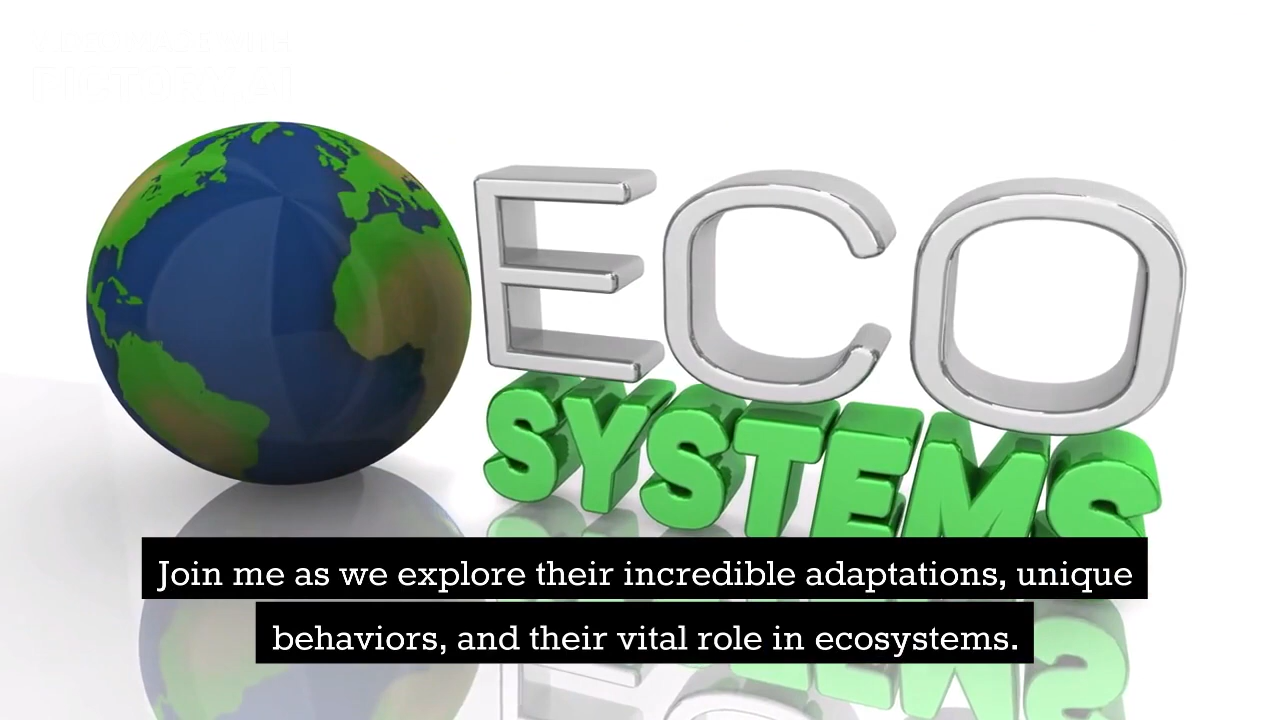 ECO
SYSTEMS
Join me as we explore their incredible adaptations, unique
behaviors, and their vital role in ecosystems.